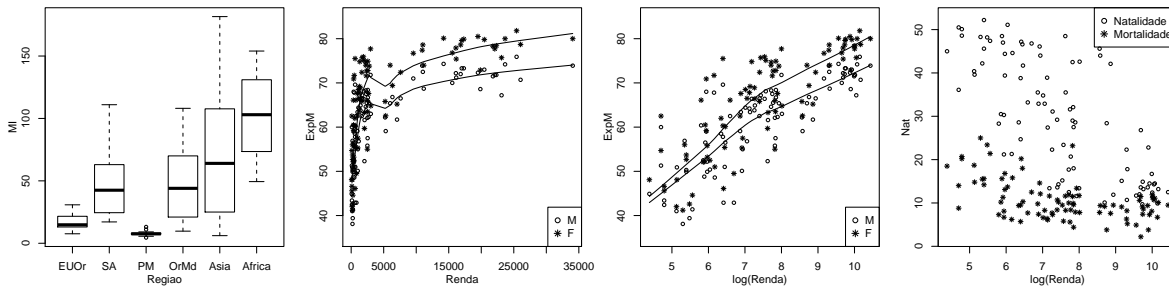 MI
150
100
50
0
EUOr SA PM OrMd Asia Africa
Regiao
ExpM
80
70
60
50
40
M
F
0 5000 15000 25000 35000
Renda
ExpM
80
70
60
50
40
M
F
5 6 7 8 9 10
log(Renda)
Nat
50
40
30
20
10
0
Natalidade
Mortalidade
5 6 7 8 9 10
log(Renda)